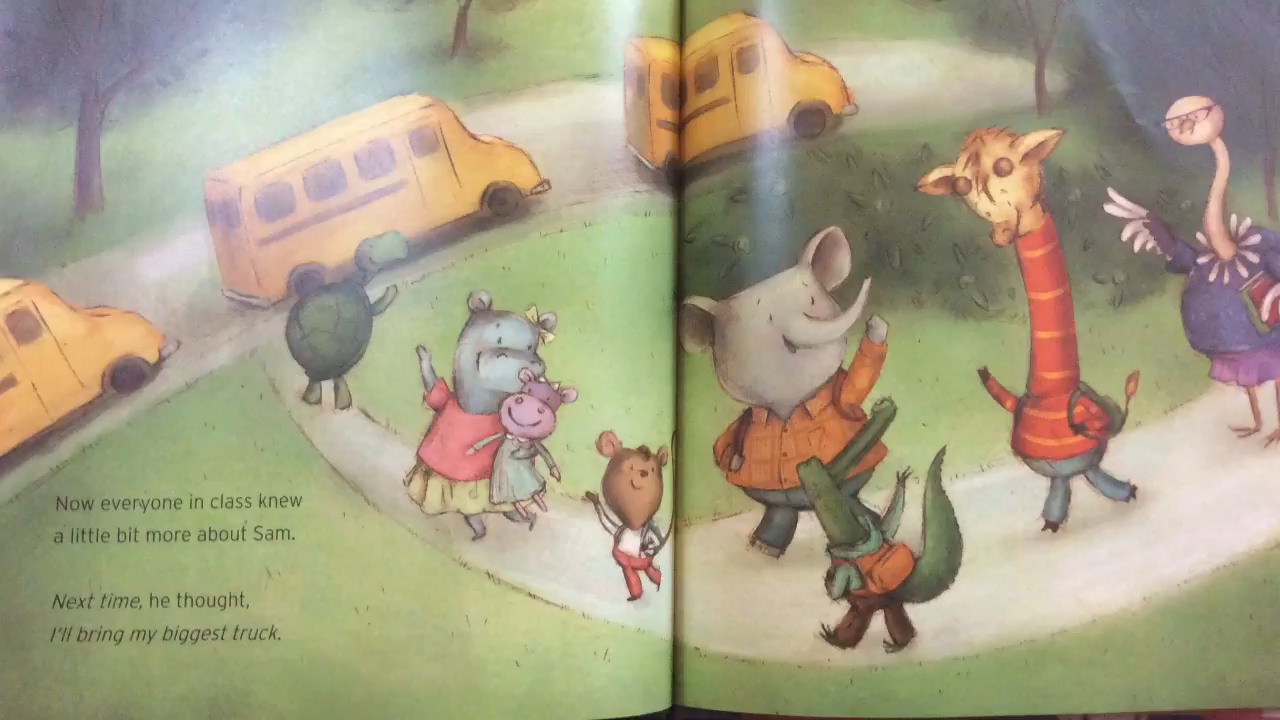 Now everyone in class knew
a little bit more about Sam.
Next time, he thought,
I'll bring my biggest truck.